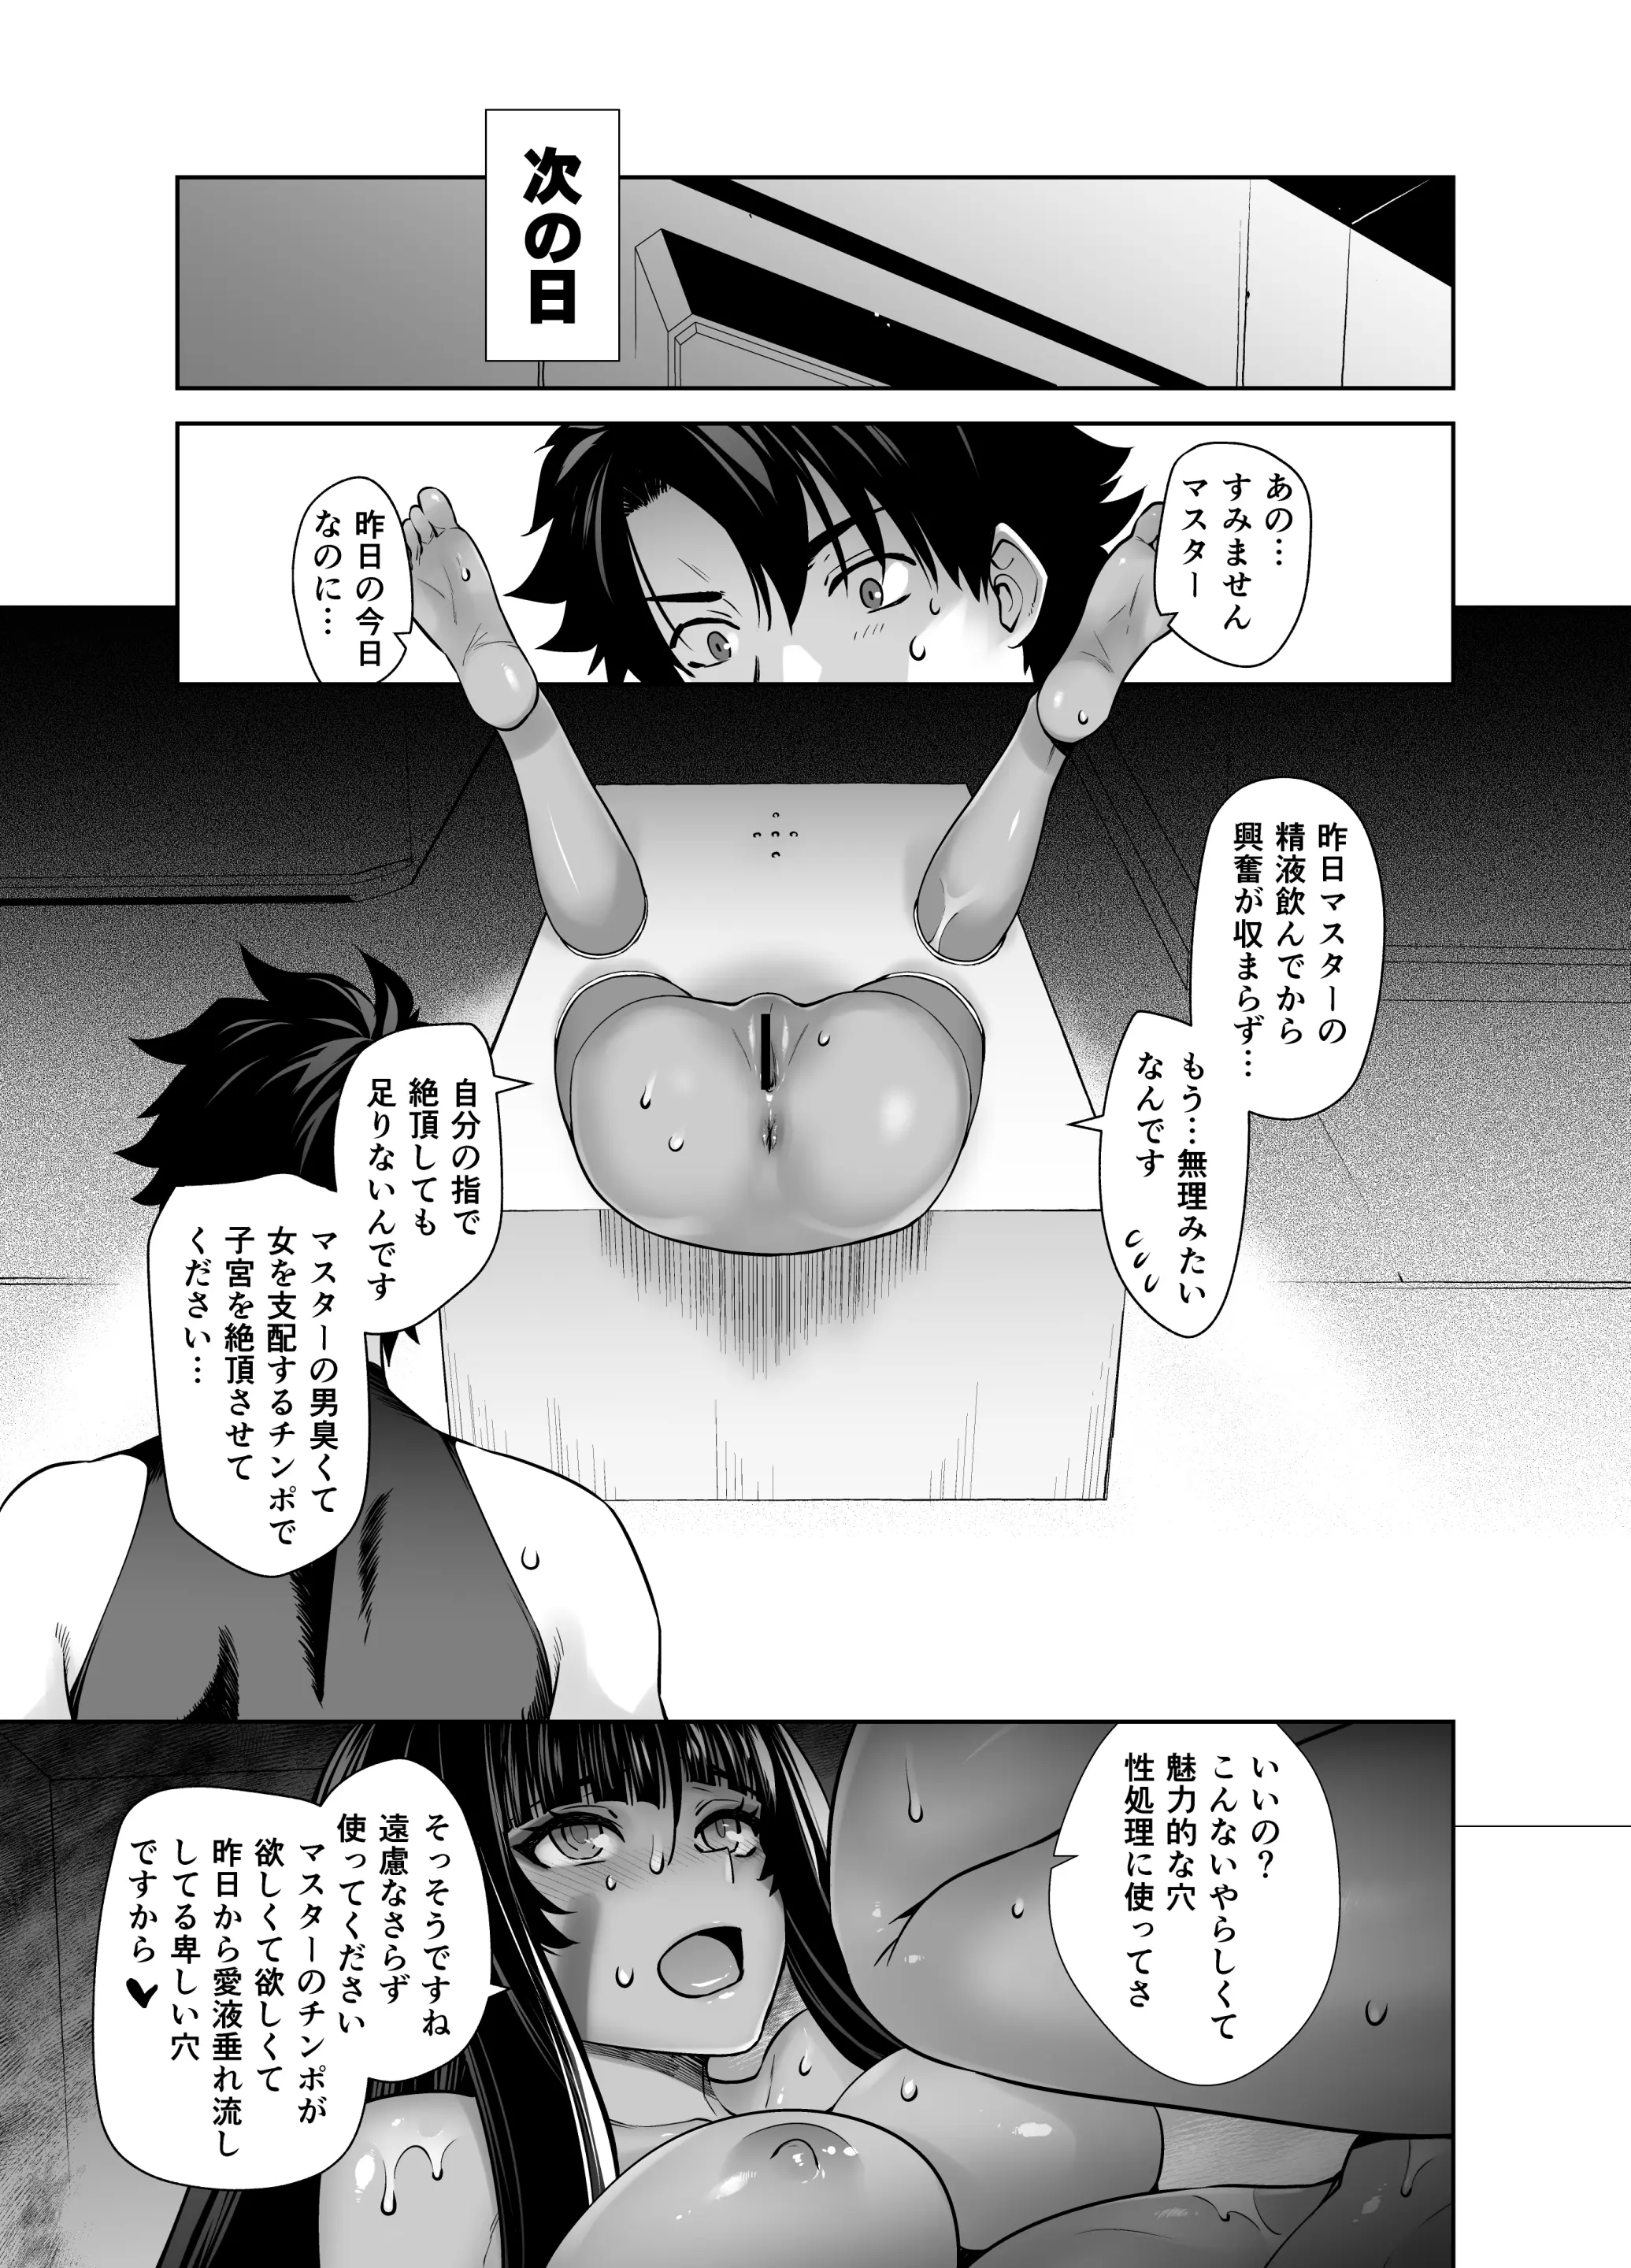 次の日
あの…
すみません
マスター
昨日の今日
なのに…
昨日マスターの
精液飲んでから
興奮が収まらず…
もう…無理みたい
なんです
自分の指で
絶頂しても
足りないんです
マスターの男臭くて
女を支配するチンポで
子宮を絶頂させて
ください…
いいの?
こんないやらしくて
魅力的な穴
性処理に使ってさ
そっそうですね
遠慮なさらず
使ってください
マスターのチンポが
欲しくて欲しくて
昨日から愛液垂れ流し
してる卑しい穴
ですから♥